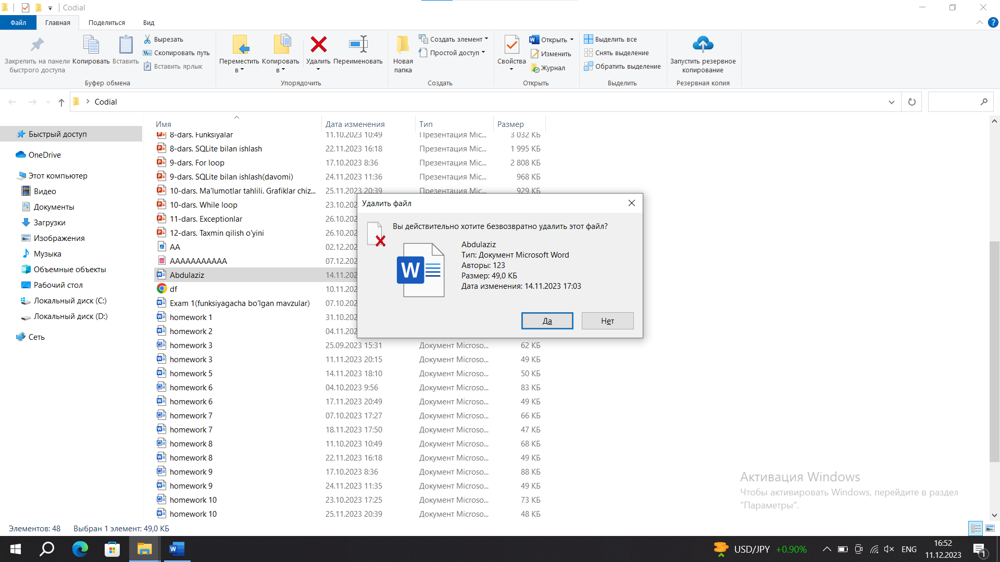 Codial
Файл
Главная
Поделиться
Вид
Закрепить на панели
быстрого доступа
Копировать
Вставить
Вырезать
Скопировать путь
Вставить ярлык
Буфер обмена
Переместить
в
Копировать
в
Удалить
Переименовать
Упорядочить
Новая
папка
Создать элемент
Простой доступ
Создать
Свойства
Открыть
Изменить
Журнал
Открыть
Выделить все
Снять выделение
Обратить выделение
Выделить
Запустить резервное
копирование
Резервная копия
Codial
Быстрый доступ
OneDrive
Этот компьютер
Видео
Документы
Загрузки
Изображения
Музыка
Объемные объекты
Рабочий стол
Локальный диск (C:)
Локальный диск (D:)
Сеть
Имя Дата изменения Тип Размер
8-dars. Funksiyalar 11.10.2023 10:49 Презентация Mic... 3 032 КБ
8-dars. SQLite bilan ishlash 22.11.2023 16:18 Презентация Mic... 1 995 КБ
9-dars. For loop 17.10.2023 8:36 Презентация Mic... 2 808 КБ
9-dars. SQLite bilan ishlash(davomi) 24.11.2023 11:36 Презентация Mic... 968 КБ
10-dars. Ma'lumotlar tahlili. Grafiklar chiz... 25.11.2023 20:39 Презентация Mic... 929 КБ
10-dars. While loop 23.10.202
11-dars. Exceptionlar 26.10.202
12-dars. Taxmin qilish o'yini 26.10.202
AA 02.12.202
AAAAAAAAAAA 07.12.202
Abdulaziz 14.11.202
df 10.11.202
Exam 1(funksiyagacha bo'lgan mavzular) 07.10.202
homework 1 31.10.202
homework 2 04.11.202
homework 3 25.09.2023 15:31 Документ Microso... 62 КБ
homework 3 11.11.2023 20:15 Документ Microso... 49 КБ
homework 5 14.11.2023 18:10 Документ Microso... 50 КБ
homework 6 04.10.2023 9:56 Документ Microso... 83 КБ
homework 6 17.11.2023 20:49 Документ Microso... 49 КБ
homework 7 07.10.2023 17:27 Документ Microso... 66 КБ
homework 7 18.11.2023 17:50 Документ Microso... 47 КБ
homework 8 11.10.2023 10:49 Документ Microso... 68 КБ
homework 8 22.11.2023 16:18 Документ Microso... 49 КБ
homework 9 17.10.2023 8:36 Документ Microso... 88 КБ
homework 9 24.11.2023 11:35 Документ Microso... 49 КБ
homework 10 23.10.2023 17:25 Документ Microso... 73 КБ
homework 10 25.11.2023 20:39 Документ Microso... 48 КБ
Удалить файл
Вы действительно хотите безвозвратно удалить этот файл?
Abdulaziz
Тип: Документ Microsoft Word
Авторы: 123
Размер: 49,0 КБ
Дата изменения: 14.11.2023 17:03
Да
Нет
Активация Windows
Чтобы активировать Windows, перейдите в раздел
"Параметры".
Элементов: 48 Выбран 1 элемент: 49,0 КБ
USD/JPY +0.90%
ENG
16:52
11.12.2023
1